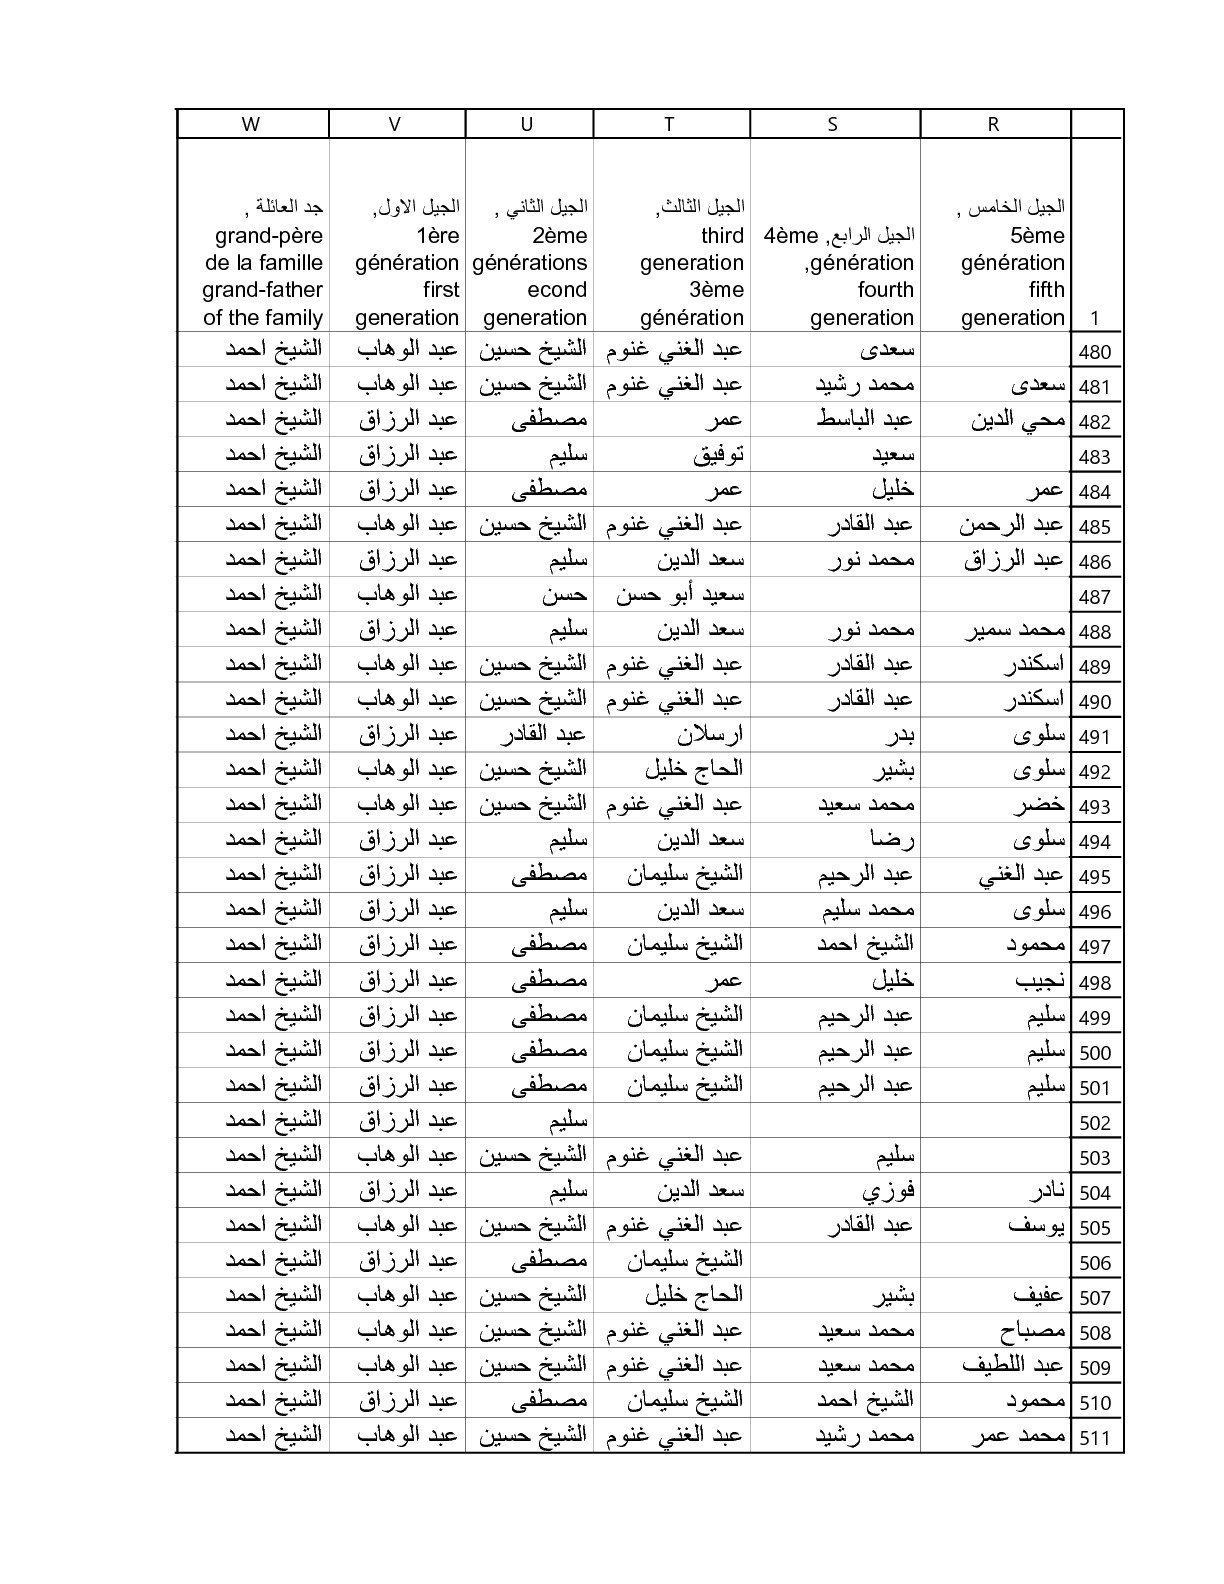 W V U T S R
جد العائلة ,
grand-père
de la famille
grand-father
of the family
الجيل الاول,
1ère
génération
first
generation
الجيل الثاني ,
2ème
générations
econd
generation
الجيل الثالث,
third
generation
3ème
génération
الجيل الرابع, 4ème
génération,
fourth
generation
الجيل الخامس ,
5ème
génération
fifth
generation
1
480 سعدى عبد الغني غنوم الشيخ حسين عبد الوهاب الشيخ احمد
481 سعدى محمد رشيد عبد الغني غنوم الشيخ حسين عبد الوهاب الشيخ احمد
482 محي الدين عبد الباسط عمر مصطفى عبد الرزاق الشيخ احمد
483 سعيد توفيق سليم عبد الرزاق الشيخ احمد
484 عمر خليل عمر مصطفى عبد الرزاق الشيخ احمد
485 عبد الرحمن عبد القادر عبد الغني غنوم الشيخ حسين عبد الوهاب الشيخ احمد
486 عبد الرزاق محمد نور سعد الدين سليم عبد الرزاق الشيخ احمد
487 سعيد أبو حسن حسن عبد الوهاب الشيخ احمد
488 محمد سمير محمد نور سعد الدين سليم عبد الرزاق الشيخ احمد
489 اسكندر عبد القادر عبد الغني غنوم الشيخ حسين عبد الوهاب الشيخ احمد
490 اسكندر عبد القادر عبد الغني غنوم الشيخ حسين عبد الوهاب الشيخ احمد
491 سلوى بدر ارسلان عبد القادر عبد الرزاق الشيخ احمد
492 سلوى بشير الحاج خليل الشيخ حسين عبد الوهاب الشيخ احمد
493 خضر محمد سعيد عبد الغني غنوم الشيخ حسين عبد الوهاب الشيخ احمد
494 سلوى رضا سعد الدين سليم عبد الرزاق الشيخ احمد
495 عبد الغني عبد الرحيم الشيخ سليمان مصطفى عبد الرزاق الشيخ احمد
496 سلوى محمد سليم سعد الدين سليم عبد الرزاق الشيخ احمد
497 محمود الشيخ احمد الشيخ سليمان مصطفى عبد الرزاق الشيخ احمد
498 نجيب خليل عمر مصطفى عبد الرزاق الشيخ احمد
499 سليم عبد الرحيم الشيخ سليمان مصطفى عبد الرزاق الشيخ احمد
500 سليم عبد الرحيم الشيخ سليمان مصطفى عبد الرزاق الشيخ احمد
501 سليم عبد الرحيم الشيخ سليمان مصطفى عبد الرزاق الشيخ احمد
502 سليم عبد الرزاق الشيخ احمد
503 سليم عبد الغني غنوم الشيخ حسين عبد الوهاب الشيخ احمد
504 نادر فوزي سعد الدين سليم عبد الرزاق الشيخ احمد
505 يوسف عبد القادر عبد الغني غنوم الشيخ حسين عبد الوهاب الشيخ احمد
506 الشيخ سليمان مصطفى عبد الرزاق الشيخ احمد
507 عفيف بشير الحاج خليل الشيخ حسين عبد الوهاب الشيخ احمد
508 مصباح محمد سعيد عبد الغني غنوم الشيخ حسين عبد الوهاب الشيخ احمد
509 عبد اللطيف محمد سعيد عبد الغني غنوم الشيخ حسين عبد الوهاب الشيخ احمد
510 محمود الشيخ احمد الشيخ سليمان مصطفى عبد الرزاق الشيخ احمد
511 محمد عمر محمد رشيد عبد الغني غنوم الشيخ حسين عبد الوهاب الشيخ احمد